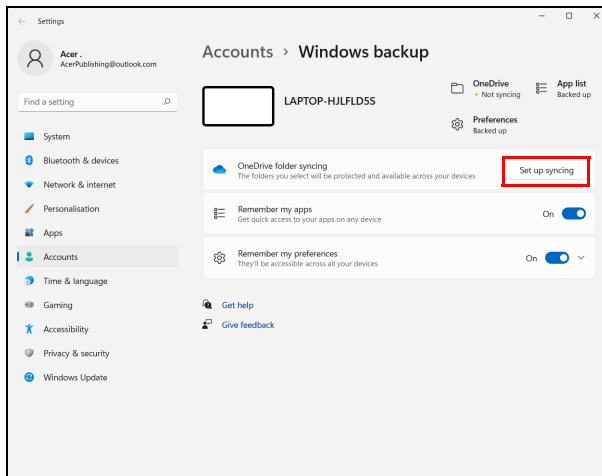 Settings
Acer .
AcerPublishing@outlook.com
Find a setting
System
Bluetooth & devices
Network & internet
Personalisation
Apps
Accounts
Time & language
Gaming
Accessibility
Privacy & security
Windows Update
Accounts > Windows backup
LAPTOP-HJLFLD5S
OneDrive
• Not syncing
App list
Backed up
Preferences
Backed up
OneDrive folder syncing
The folders you select will be protected and available across your devices
Set up syncing
Remember my apps
Get quick access to your apps on any device
On
Remember my preferences
They'll be accessible across all your devices
On
Get help
Give feedback